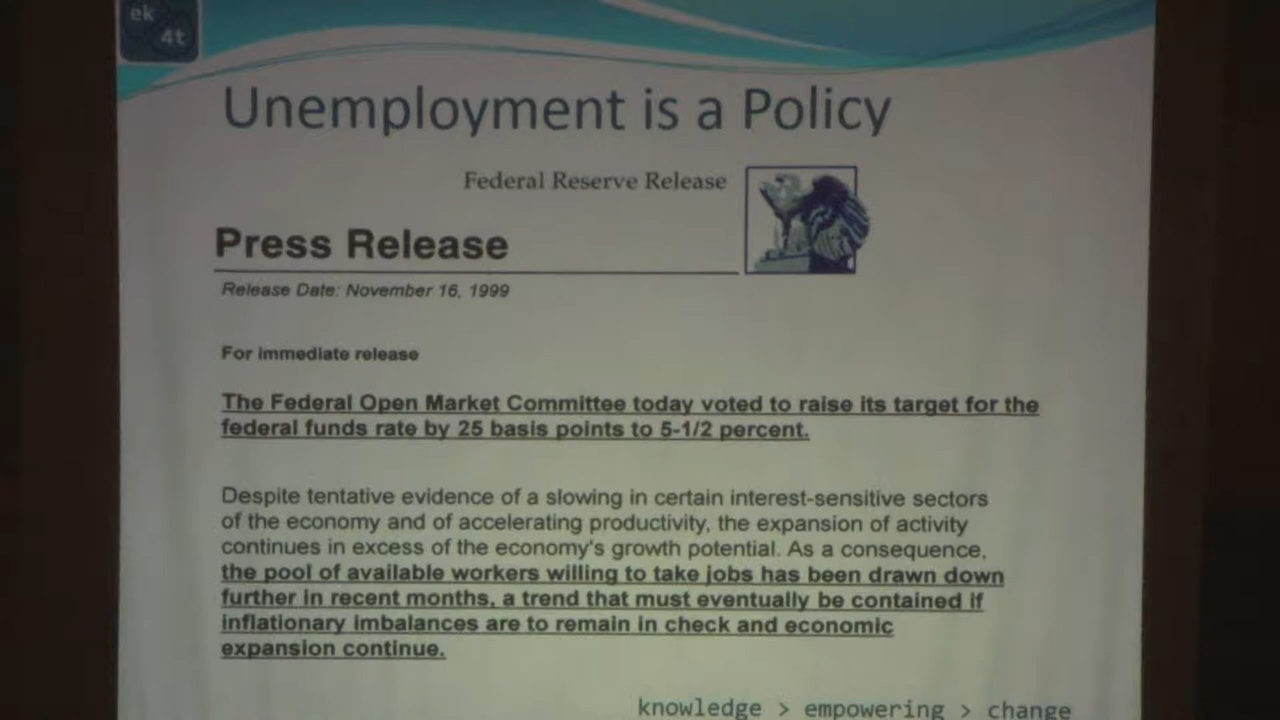 ek
4t
Unemployment is a Policy
Federal Reserve Release
Press Release
Release Date: November 16, 1999
For immediate release
The Federal Open Market Committee today voted to raise its target for the
federal funds rate by 25 basis points to 5-1/2 percent.
Despite tentative evidence of a slowing in certain interest-sensitive sectors
of the economy and of accelerating productivity, the expansion of activity
continues in excess of the economy's growth potential. As a consequence,
the pool of available workers willing to take jobs has been drawn down
further in recent months, a trend that must eventually be contained if
inflationary imbalances are to remain in check and economic
expansion continue.
knowledge > empowering > change